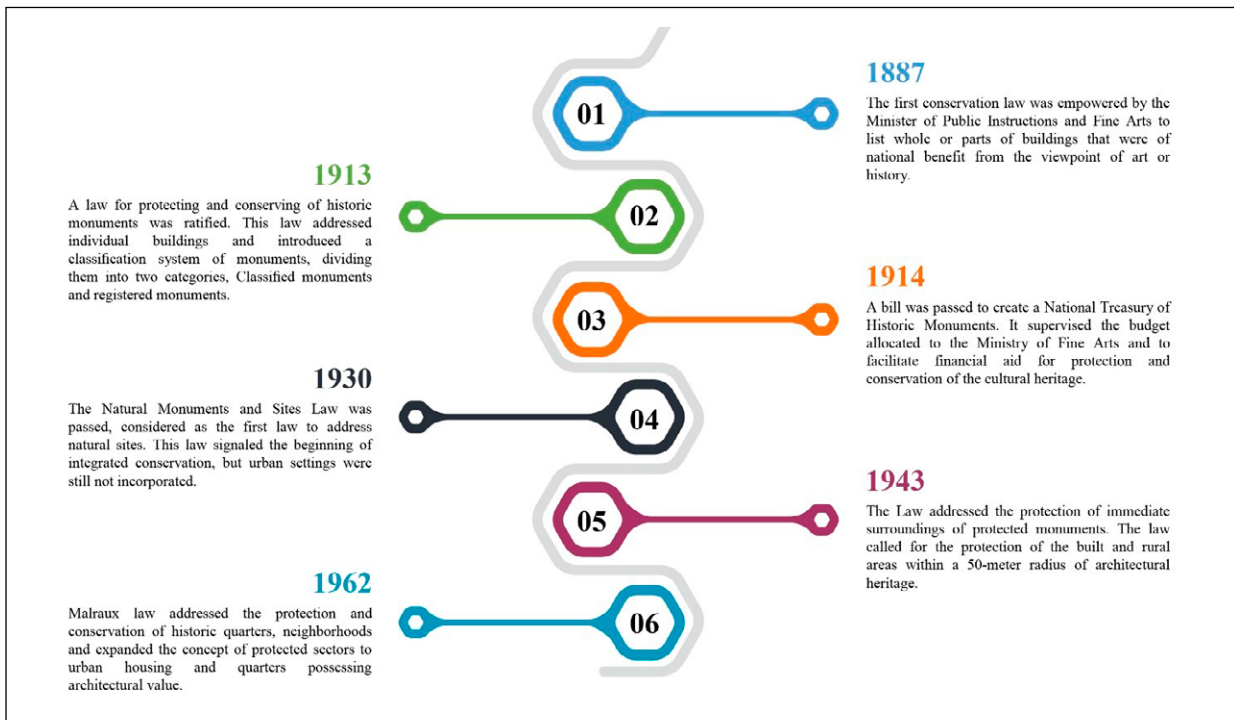 01
1887
The first conservation law was empowered by the
Minister of Public Instructions and Fine Arts to
list whole or parts of buildings that were of
national benefit from the viewpoint of art or
history.
1913
A law for protecting and conserving of historic
monuments was ratified. This law addressed
individual buildings and introduced a
classification system of monuments, dividing
them into two categories, Classified monuments
and registered monuments.
02
03
1914
A bill was passed to create a National Treasury of
Historic Monuments. It supervised the budget
allocated to the Ministry of Fine Arts and to
facilitate financial aid for protection and
conservation of the cultural heritage.
1930
The Natural Monuments and Sites Law was
passed, considered as the first law to address
natural sites. This law signaled the beginning of
integrated conservation, but urban settings were
still not incorporated.
04
05
1943
The Law addressed the protection of immediate
surroundings of protected monuments. The law
called for the protection of the built and rural
areas within a 50-meter radius of architectural
heritage.
1962
Malraux law addressed the protection and
conservation of historic quarters, neighborhoods
and expanded the concept of protected sectors to
urban housing and quarters possessing
architectural value.
06